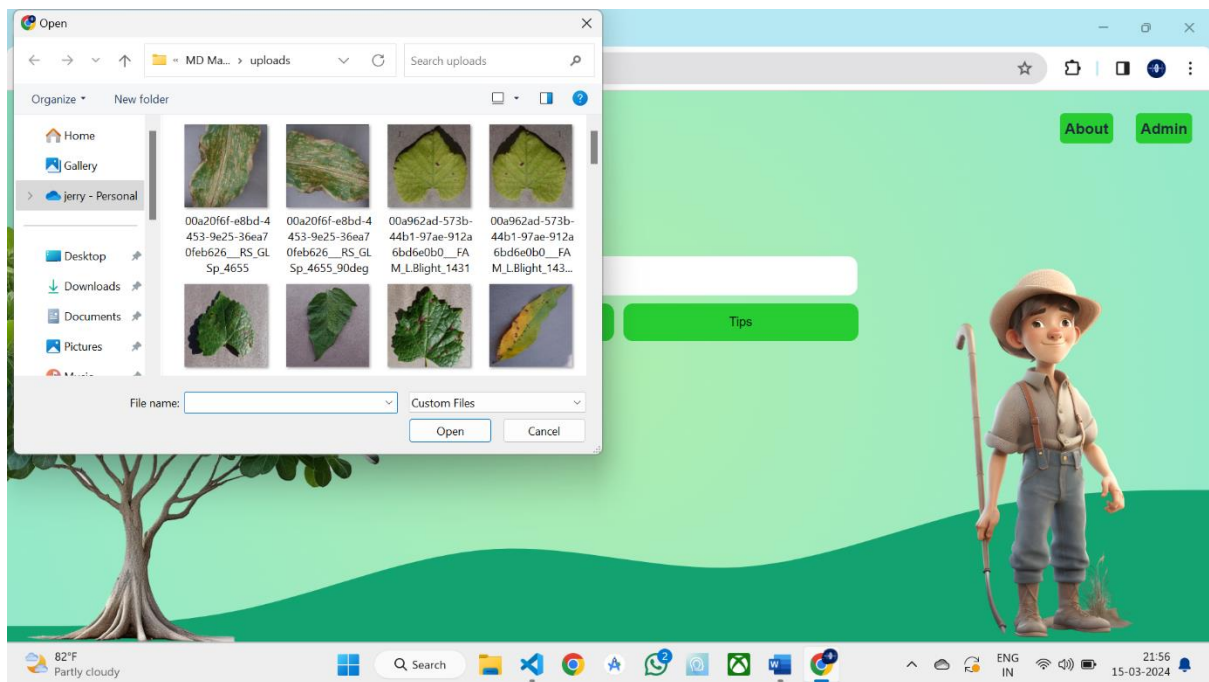 Open
« MD Ma... › uploads
Search uploads
Organize
New folder
Home
Gallery
jerry - Personal
Desktop
Downloads
Documents
Pictures
00a20f6f-e8bd-4
453-9e25-36ea7
0feb626__RS_GL
Sp_4655
00a20f6f-e8bd-4
453-9e25-36ea7
0feb626__RS_GL
Sp_4655_90deg
00a962ad-573b-
44b1-97ae-912a
6bd6e0b0__FA
M_L.Blight_1431
00a962ad-573b-
44b1-97ae-912a
6bd6e0b0__FA
M_L.Blight_143...
File name:
Custom Files
Open
Cancel
About
Admin
Tips
82°F
Partly cloudy
Search
2
ENG
IN
21:56
15-03-2024